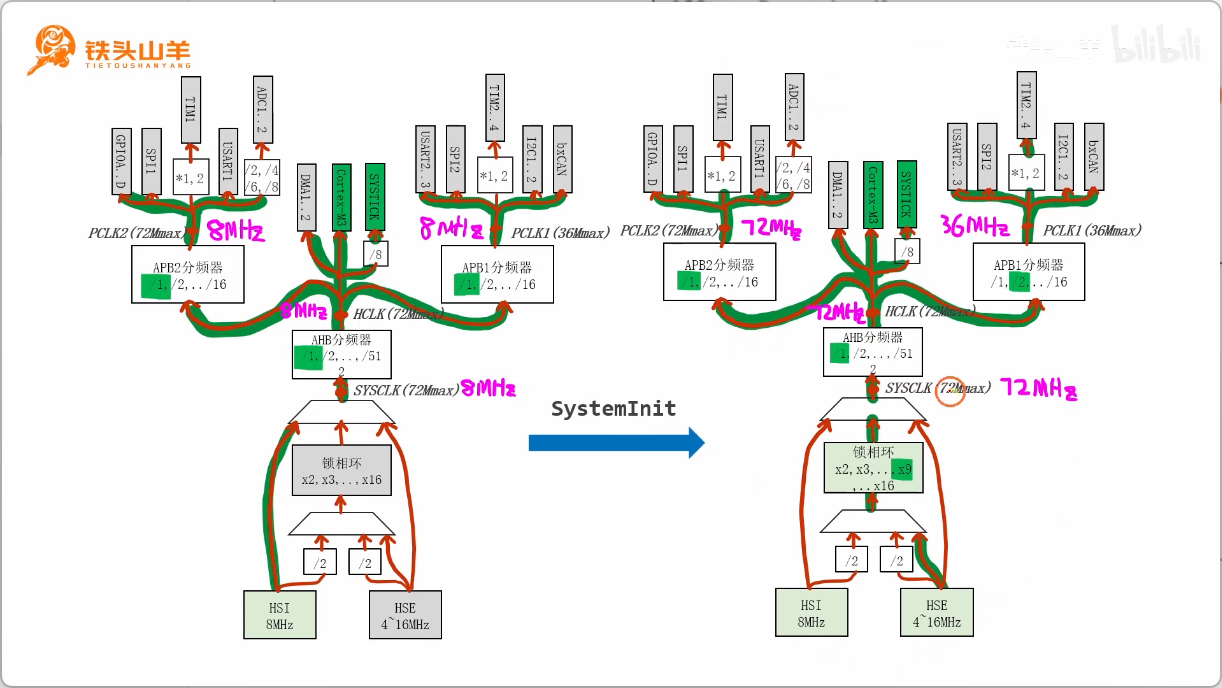 铁头山羊
TIETOUSHANYANG
bilibili
TIM1
ADC1..2
GPIOA..D
SPI1
*1,2
USART1
/2,/4
/6,/8
TIM2..4
USART2..3
SPI2
*1,2
I2C1..2
bxCAN
DMA1..2
Cortex-M3
SYSTICK
/8
PCLK2(72Mmax)
8MHz
8MHz
PCLK1(36Mmax)
APB2分频器
/1,/2,../16
APB1分频器
/1,/2,../16
8MHz
HCLK(72Mmax)
AHB分频器
/1,/2,..,/51
2
SYSCLK(72Mmax)
8MHz
锁相环
x2,x3,..,x16
/2
/2
HSI
8MHz
HSE
4~16MHz
SystemInit
TIM1
ADC1..2
GPIOA..D
SPI1
*1,2
USART1
/2,/4
/6,/8
TIM2..4
USART2..3
SPI2
*1,2
I2C1..2
bxCAN
DMA1..2
Cortex-M3
SYSTICK
/8
PCLK2(72Mmax)
72MHz
36MHz
PCLK1(36Mmax)
APB2分频器
/1,/2,../16
APB1分频器
/1,/2,../16
72MHz
HCLK(72Mmax)
AHB分频器
/1,/2,..,/51
2
SYSCLK(72Mmax)
72MHz
锁相环
x2,x3,..,x9
,..x16
/2
/2
HSI
8MHz
HSE
4~16MHz